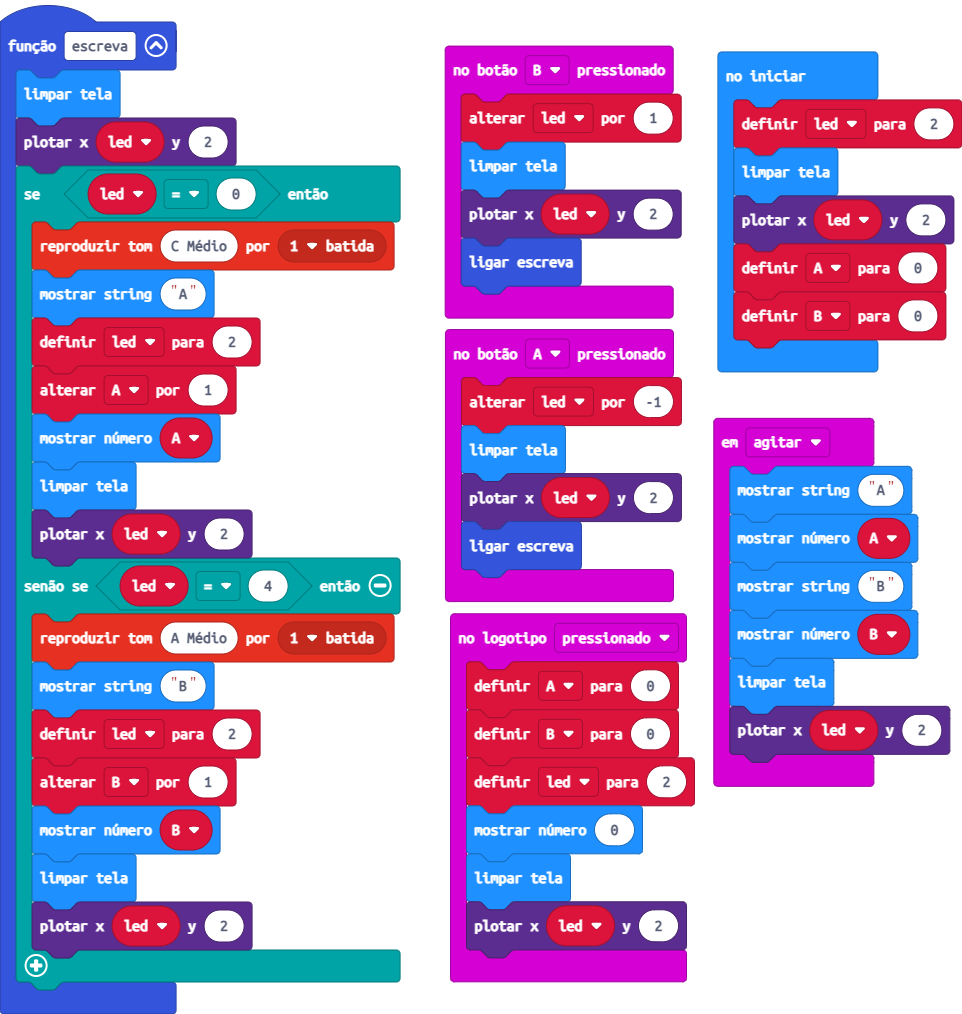 função escreva
limpar tela
plotar x led y 2
se led = 0 então
reproduzir tom C Médio por 1 batida
mostrar string "A"
definir led para 2
alterar A por 1
mostrar número A
limpar tela
plotar x led y 2
senão se led = 4 então
reproduzir tom A Médio por 1 batida
mostrar string "B"
definir led para 2
alterar B por 1
mostrar número B
limpar tela
plotar x led y 2
no botão B pressionado
alterar led por 1
limpar tela
plotar x led y 2
ligar escreva
no botão A pressionado
alterar led por -1
limpar tela
plotar x led y 2
ligar escreva
no logotipo pressionado
definir A para 0
definir B para 0
definir led para 2
mostrar número 0
limpar tela
plotar x led y 2
no iniciar
definir led para 2
limpar tela
plotar x led y 2
definir A para 0
definir B para 0
em agitar
mostrar string "A"
mostrar número A
mostrar string "B"
mostrar número B
limpar tela
plotar x led y 2